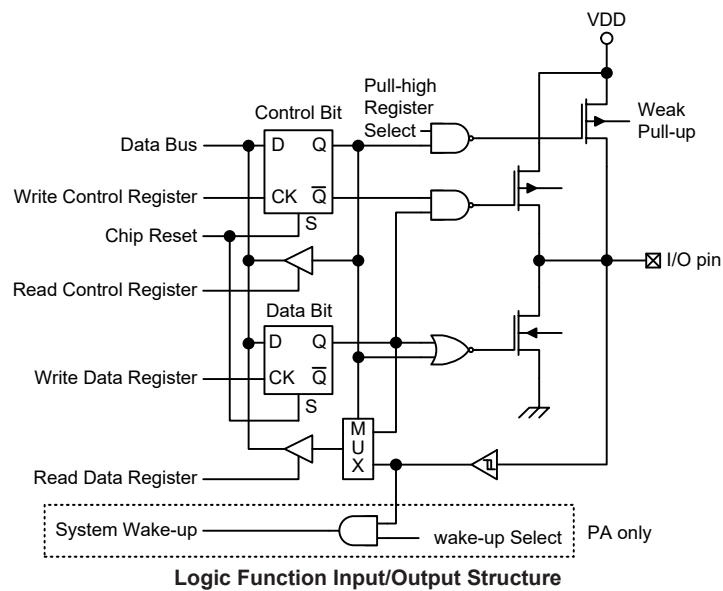 VDD
Pull-high
Register
Select
Weak
Pull-up
Control Bit
Data Bus
D
Q
Write Control Register
CK
Q
S
Chip Reset
I/O pin
Read Control Register
Data Bit
D
Q
Write Data Register
CK
Q
S
M
U
X
Read Data Register
System Wake-up
wake-up Select
PA only
Logic Function Input/Output Structure